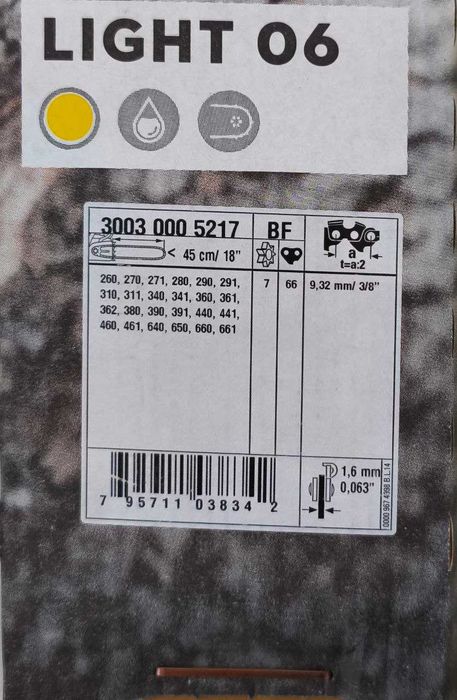 LIGHT 06
3003 000 5217 BF
< 45 cm/ 18"
a
t=a:2
260, 270, 271, 280, 290, 291, 7 66 9,32 mm/ 3/8"
310, 311, 340, 341, 360, 361,
362, 380, 390, 391, 440, 441,
460, 461, 640, 650, 660, 661
1,6 mm
0,063"
7 95711 03834 2
0000 967 4398 B.L.14